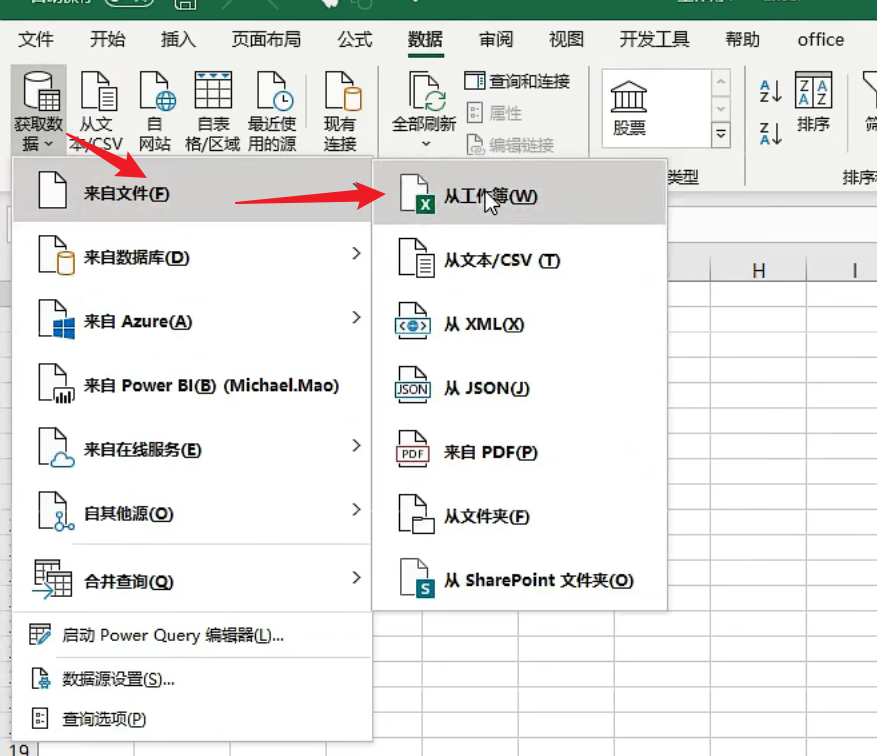 文件 开始 插入 页面布局 公式 数据 审阅 视图 开发工具 帮助 office
获取数据
从文本/CSV
自网站
自表格/区域
最近使用的源
现有连接
全部刷新
查询和连接
属性
编辑链接
股票
类型
排序
来自文件(F)
来自数据库(D)
来自 Azure(A)
来自 Power BI(B) (Michael.Mao)
来自在线服务(E)
自其他源(O)
合并查询(Q)
启动 Power Query 编辑器(L)...
数据源设置(S)...
查询选项(P)
从工作簿(W)
从文本/CSV (T)
从 XML(X)
JSON
从 JSON(J)
PDF
来自 PDF(P)
从文件夹(F)
从 SharePoint 文件夹(O)
H I
19